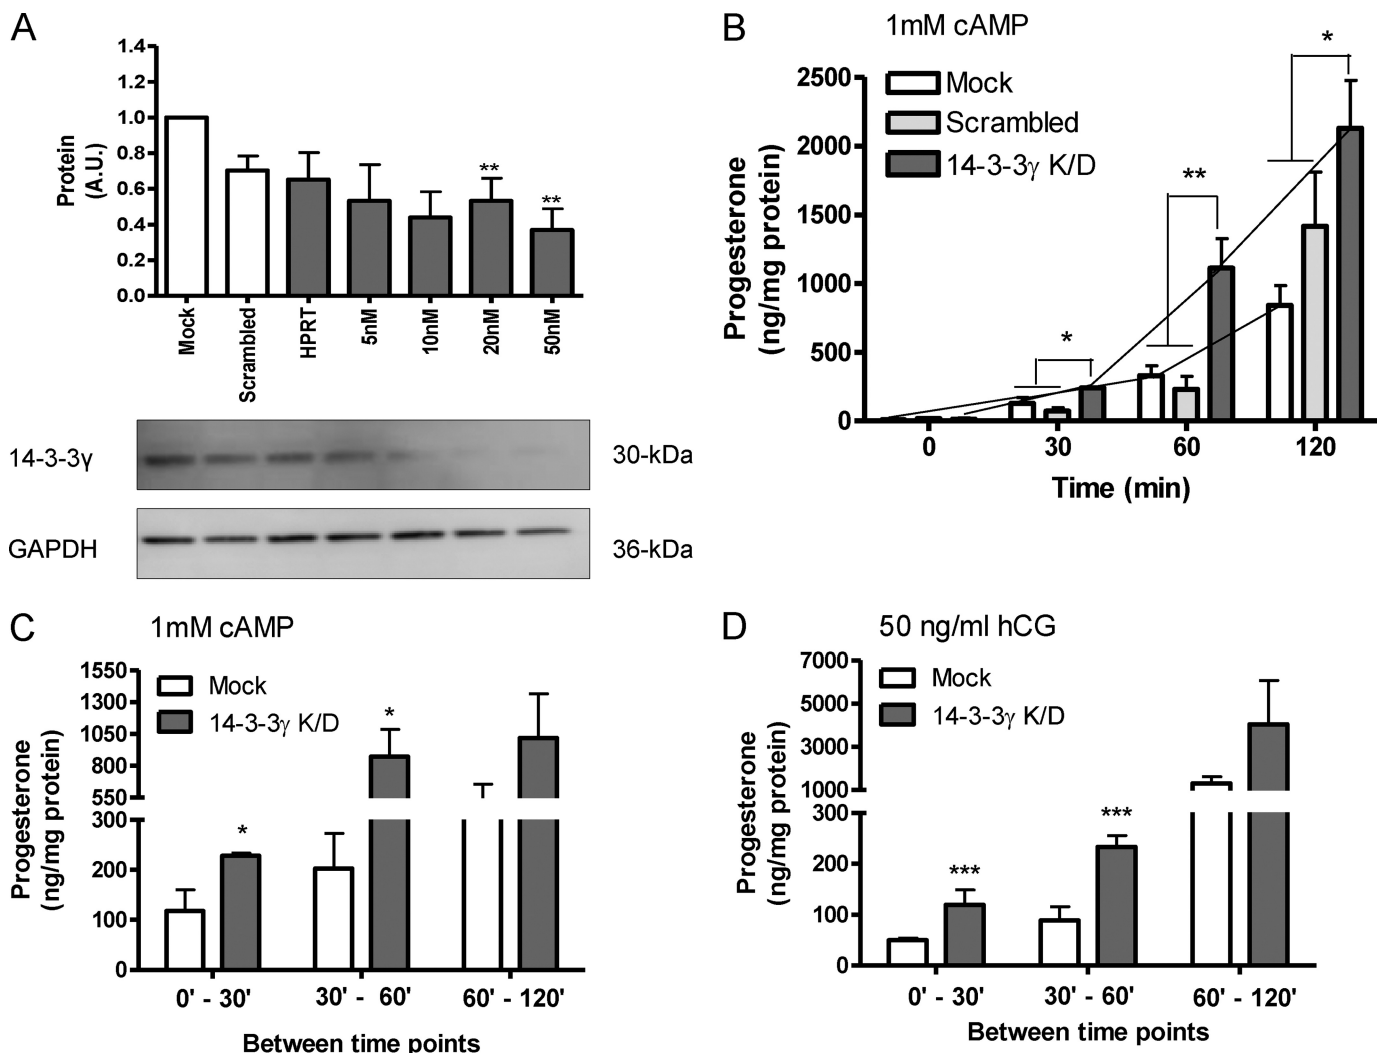 A
1.4
1.2
1.0
0.8
0.6
0.4
0.2
0.0
Protein
(A.U.)
**
**
Mock
Scrambled
HPRT
5nM
10nM
20nM
50nM
14-3-3γ
30-kDa
GAPDH
36-kDa
B
1mM cAMP
Mock
Scrambled
14-3-3γ K/D
2500
2000
1500
1000
500
0
Progesterone
(ng/mg protein)
*
**
*
0
30
60
120
Time (min)
C
1mM cAMP
Mock
14-3-3γ K/D
1550
1300
1050
800
550
300
200
100
0
Progesterone
(ng/mg protein)
*
*
0' - 30'
30' - 60'
60' - 120'
Between time points
D
50 ng/ml hCG
Mock
14-3-3γ K/D
7000
5000
3000
1000
300
200
100
0
Progesterone
(ng/mg protein)
***
***
0' - 30'
30' - 60'
60' - 120'
Between time points